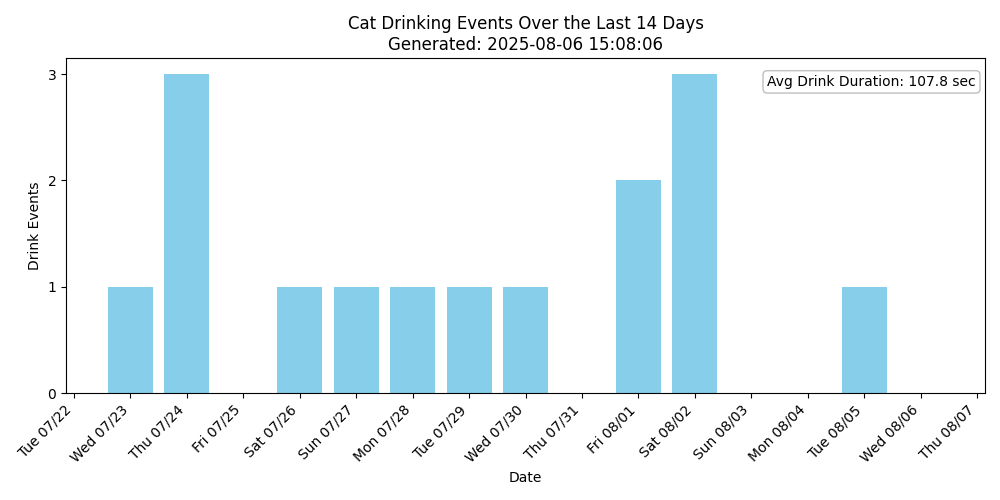 Cat Drinking Events Over the Last 14 Days
Generated: 2025-08-06 15:08:06
Avg Drink Duration: 107.8 sec
Drink Events
3
2
1
0
Tue 07/22
Wed 07/23
Thu 07/24
Fri 07/25
Sat 07/26
Sun 07/27
Mon 07/28
Tue 07/29
Wed 07/30
Thu 07/31
Fri 08/01
Sat 08/02
Sun 08/03
Mon 08/04
Tue 08/05
Wed 08/06
Thu 08/07
Date